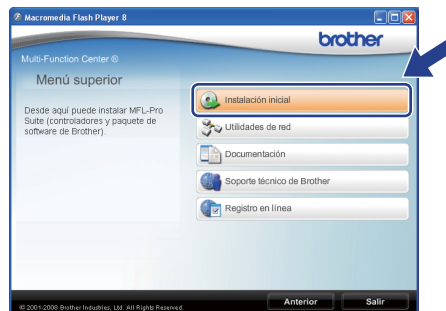 Macromedia Flash Player 8
brother
Multi-Function Center ®
Menú superior
Desde aquí puede instalar MFL-Pro
Suite (controladores y paquete de
software de Brother).
Instalación inicial
Utilidades de red
Documentación
Soporte técnico de Brother
Registro en línea
© 2001-2008 Brother Industries, Ltd. All Rights Reserved.
Anterior
Salir